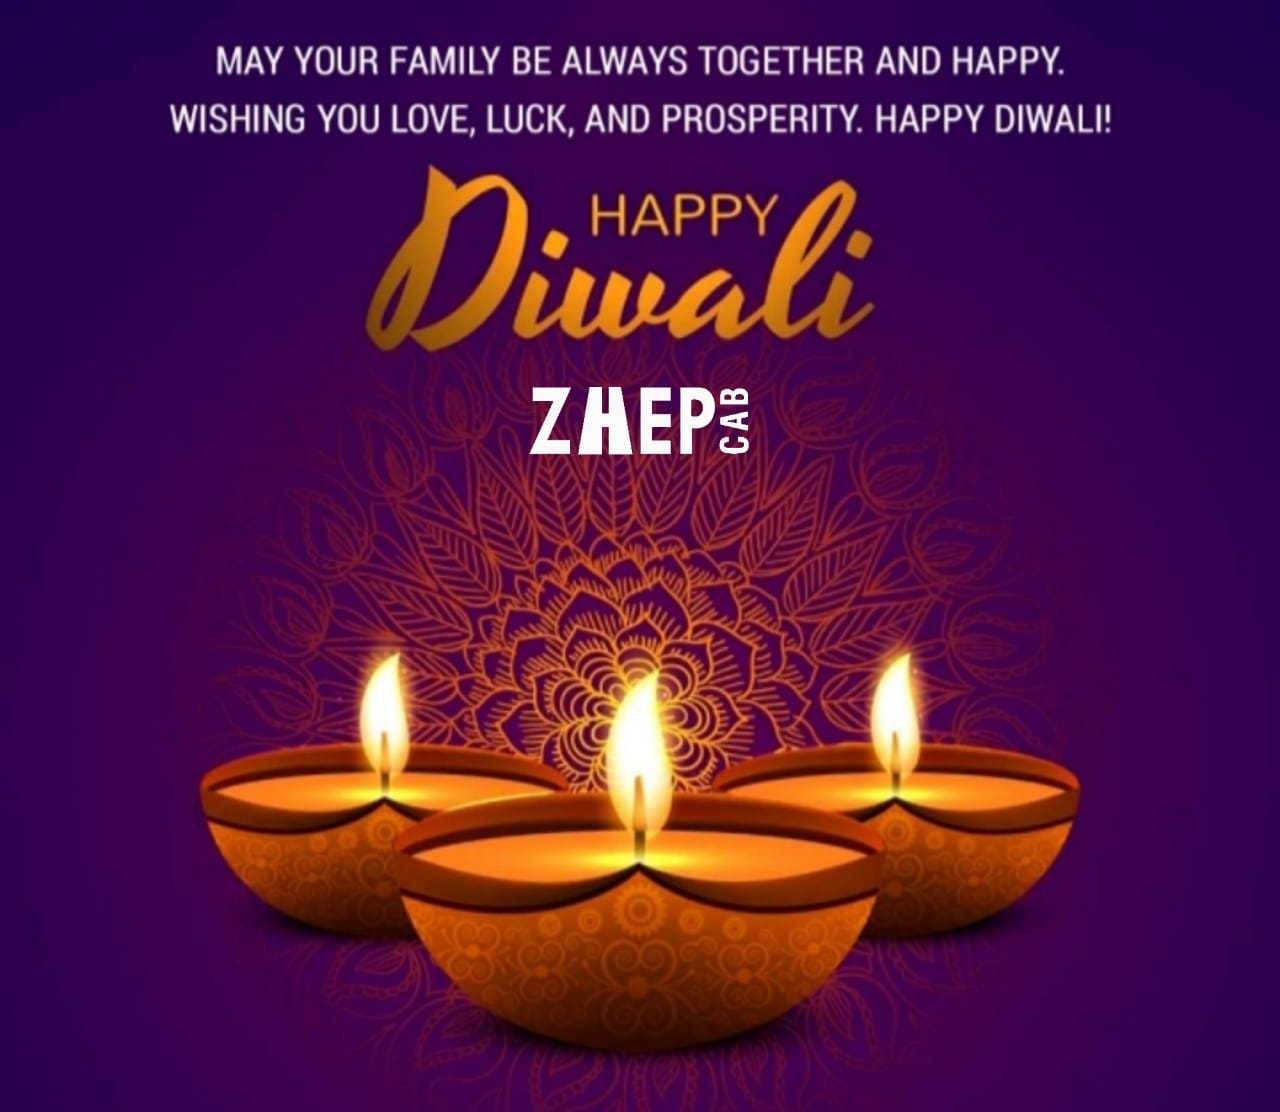 MAY YOUR FAMILY BE ALWAYS TOGETHER AND HAPPY.
WISHING YOU LOVE, LUCK, AND PROSPERITY. HAPPY DIWALI!
HAPPY
Diwali
ZHEP CAB